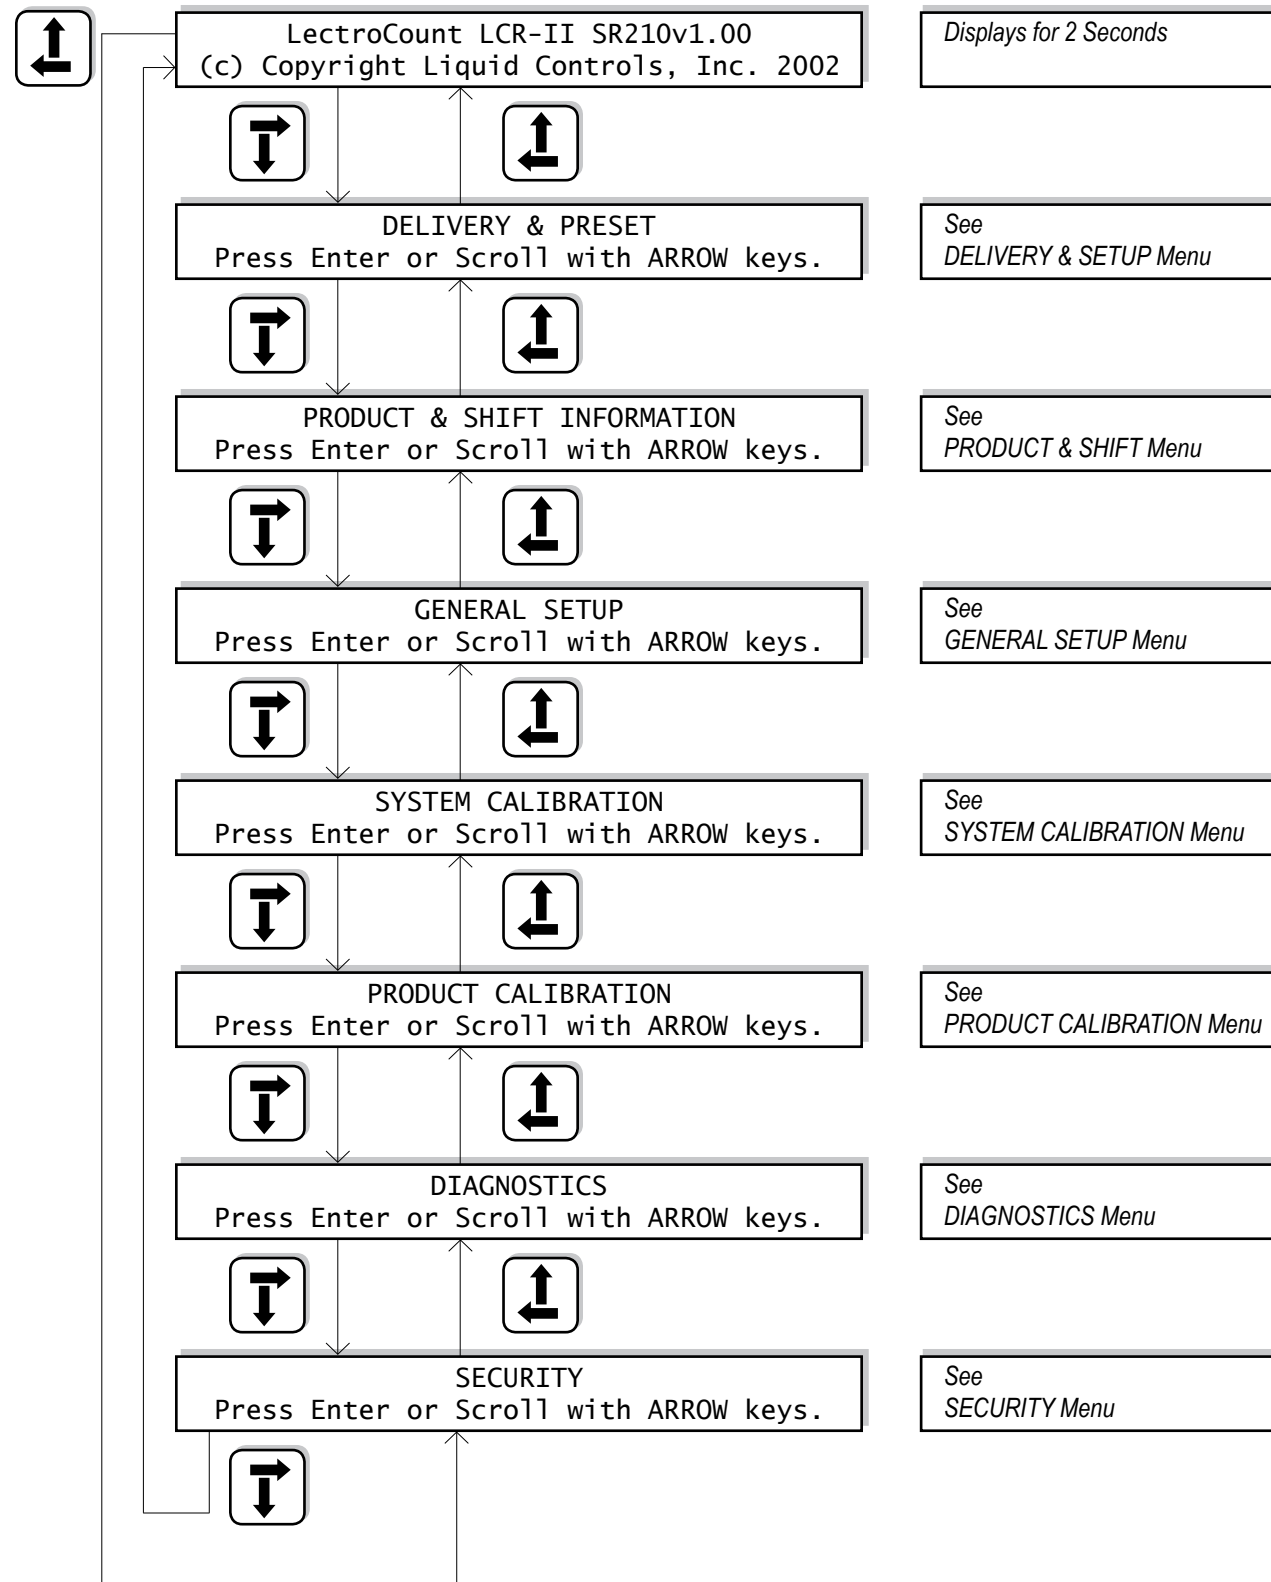 LectroCount LCR-II SR210v1.00
(c) Copyright Liquid Controls, Inc. 2002
Displays for 2 Seconds
DELIVERY & PRESET
Press Enter or Scroll with ARROW keys.
See
DELIVERY & SETUP Menu
PRODUCT & SHIFT INFORMATION
Press Enter or Scroll with ARROW keys.
See
PRODUCT & SHIFT Menu
GENERAL SETUP
Press Enter or Scroll with ARROW keys.
See
GENERAL SETUP Menu
SYSTEM CALIBRATION
Press Enter or Scroll with ARROW keys.
See
SYSTEM CALIBRATION Menu
PRODUCT CALIBRATION
Press Enter or Scroll with ARROW keys.
See
PRODUCT CALIBRATION Menu
DIAGNOSTICS
Press Enter or Scroll with ARROW keys.
See
DIAGNOSTICS Menu
SECURITY
Press Enter or Scroll with ARROW keys.
See
SECURITY Menu